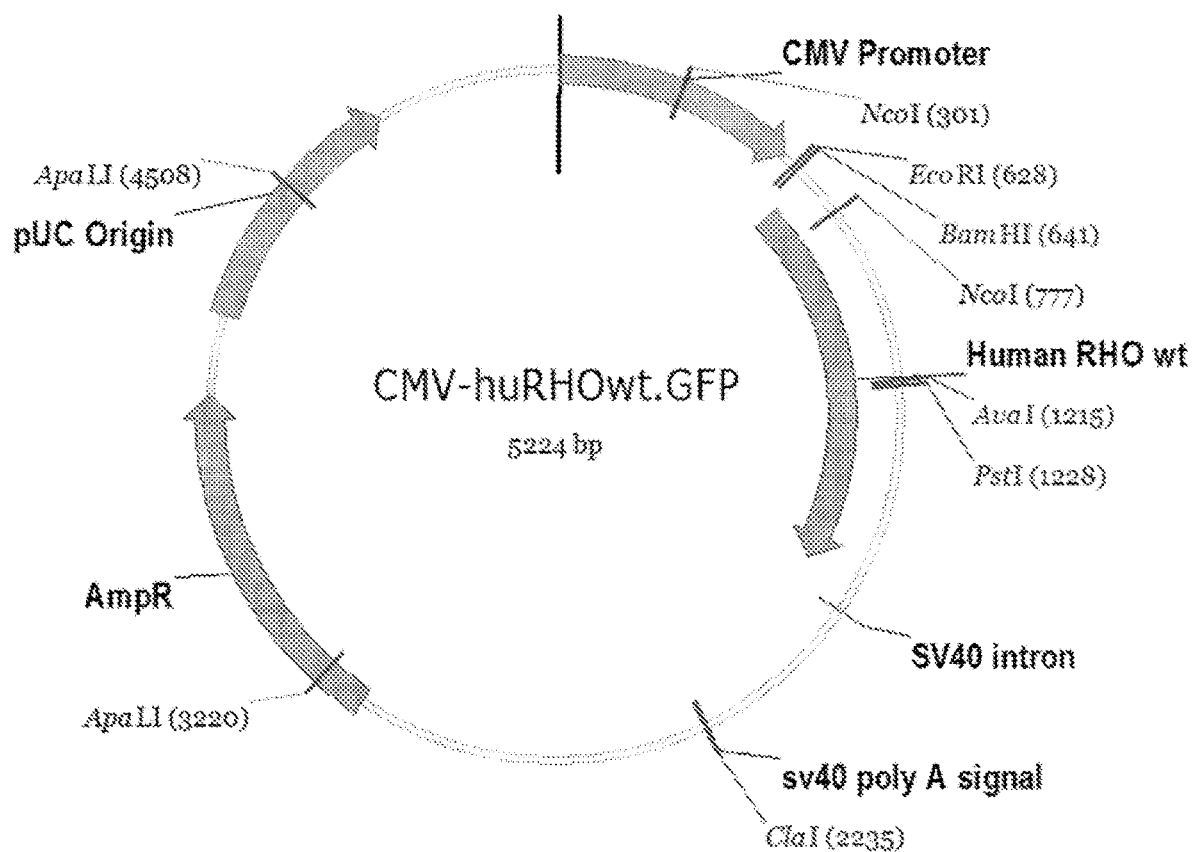 CMV Promoter
NcoI (301)
EcoRI (628)
BamHI (641)
NcoI (777)
Human RHO wt
AvaI (1215)
PstI (1228)
SV40 intron
sv40 poly A signal
ClaI (2235)
ApaLI (3220)
AmpR
pUC Origin
ApaLI (4508)
CMV-huRHOwt.GFP
5224 bp